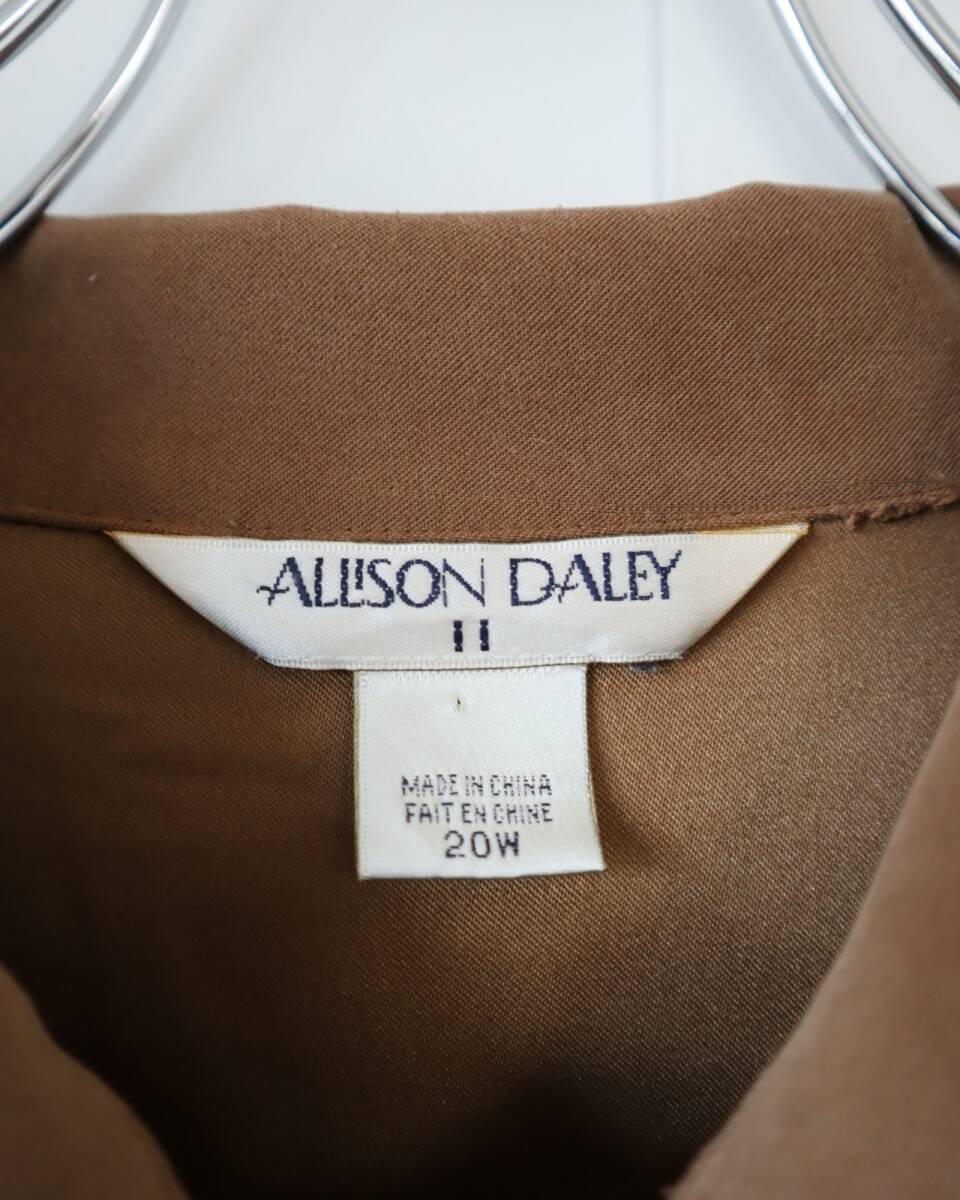 ALLISON DALEY
II
MADE IN CHINA
FAIT EN CHINE
20W